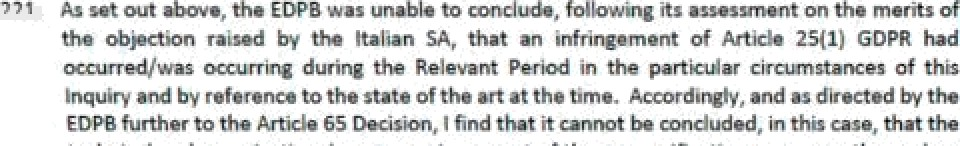 221 As set out above, the EDPB was unable to conclude, following its assessment on the merits of
the objection raised by the Italian SA, that an infringement of Article 25(1) GDPR had
occurred/was occurring during the Relevant Period in the particular circumstances of this
Inquiry and by reference to the state of the art at the time. Accordingly, and as directed by the
EDPB further to the Article 65 Decision, I find that it cannot be concluded, in this case, that the